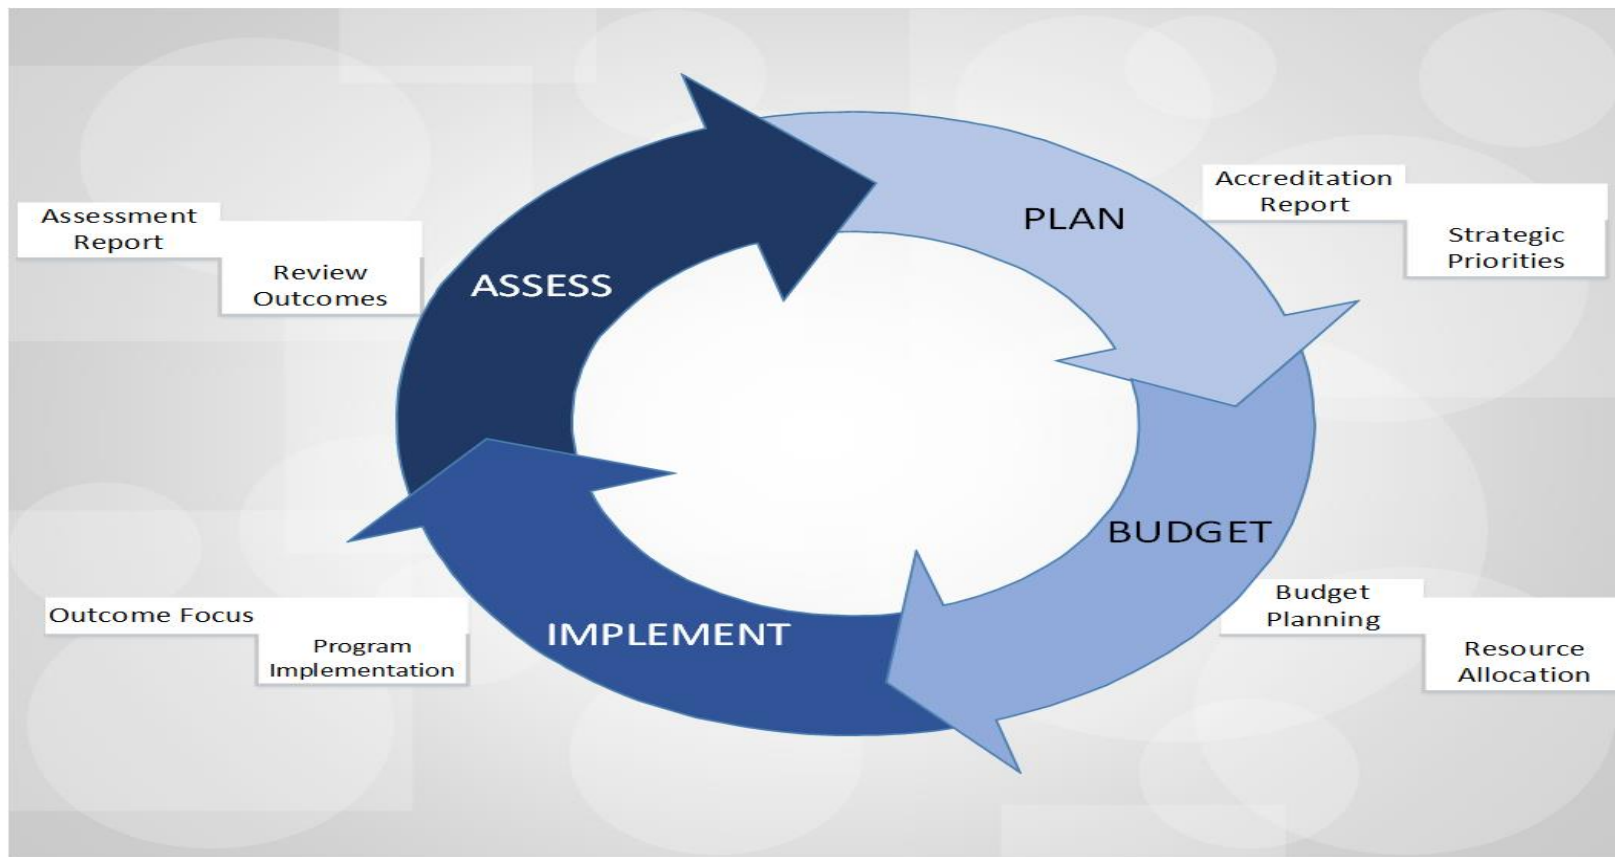 PLAN
Accreditation
Report
Strategic
Priorities
BUDGET
Budget
Planning
Resource
Allocation
IMPLEMENT
Outcome Focus
Program
Implementation
ASSESS
Assessment
Report
Review
Outcomes